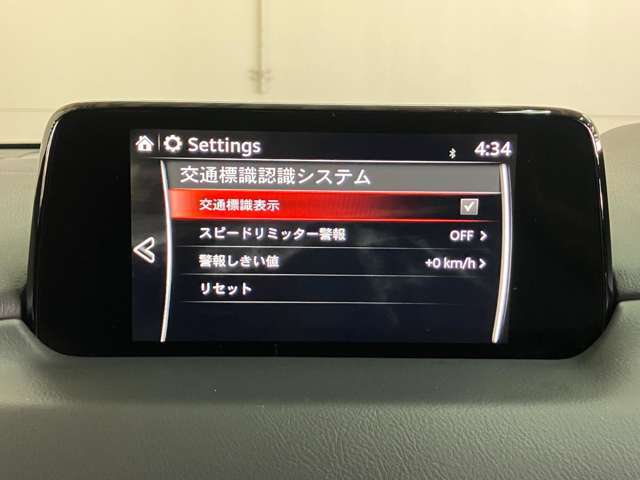 Settings
4:34
交通標識認識システム
交通標識表示
スピードリミッター警報 OFF
警報しきい値 +0 km/h
リセット